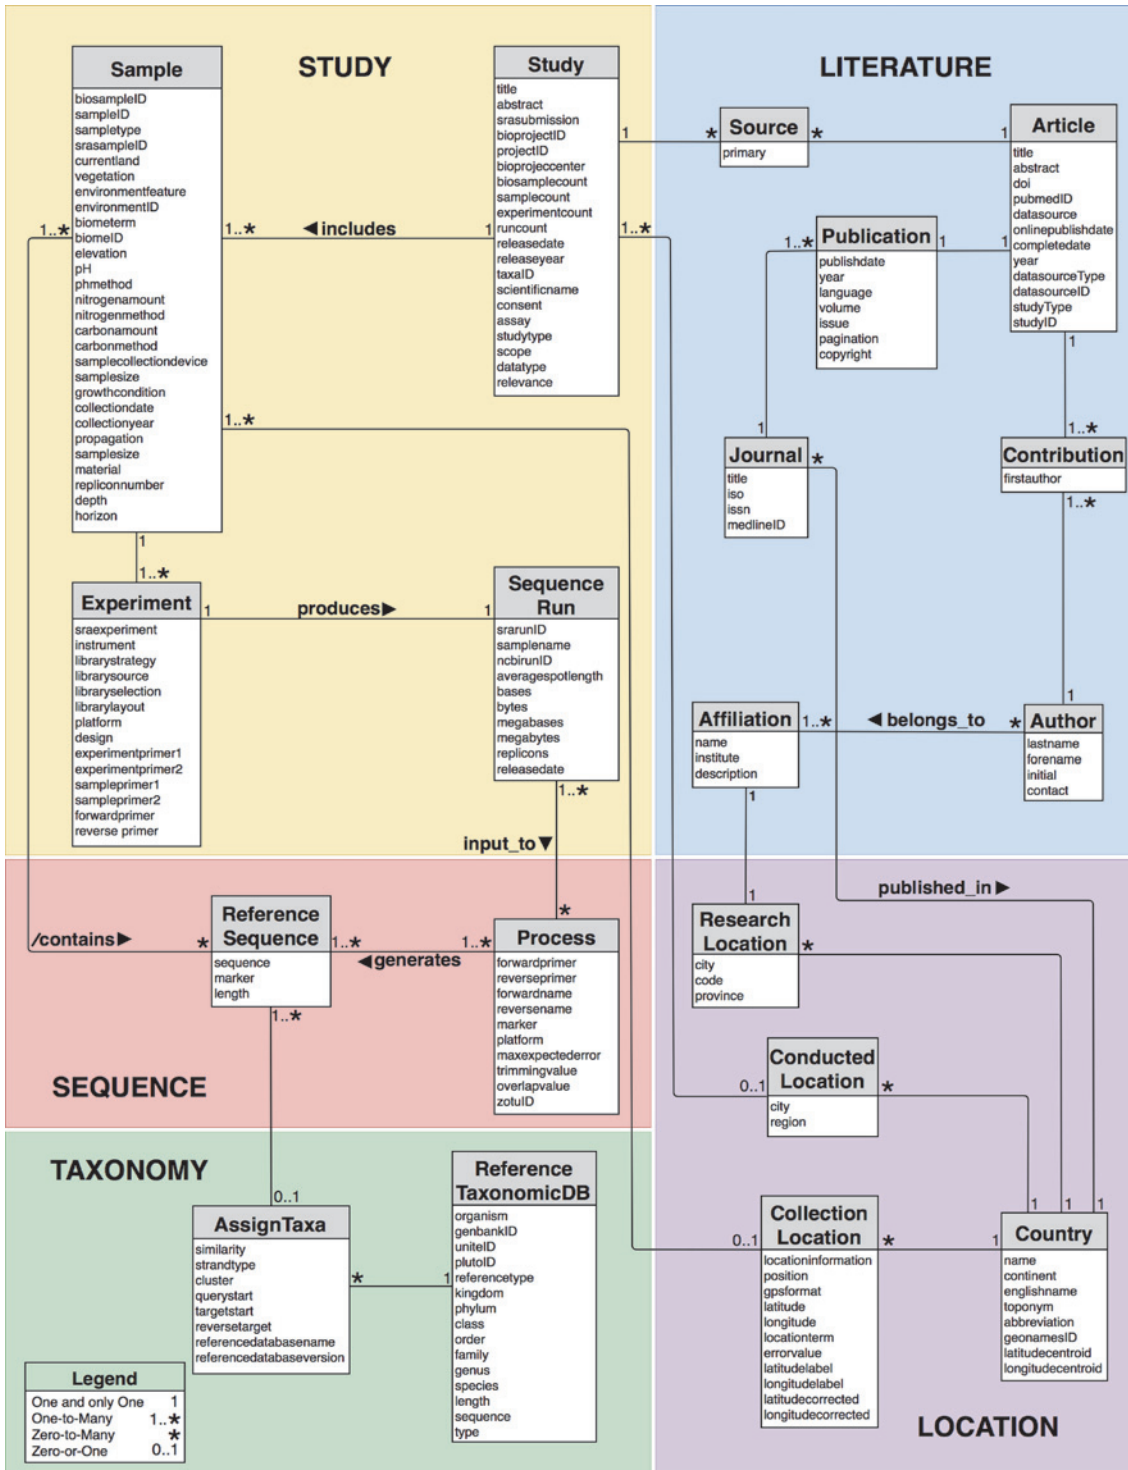 STUDY
Sample
biosampleID
sampleID
sampletype
srasampleID
currentland
vegetation
environmentfeature
environmentID
biometerm
biomeID
elevation
pH
phmethod
nitrogenamount
nitrogenmethod
carbonamount
carbonmethod
samplecollectiondevice
samplesize
growthcondition
collectiondate
collectionyear
propagation
samplesize
material
repliconnumber
depth
horizon
1..*
1..*
1..*
1
◄includes
1
Study
title
abstract
srasubmission
bioprojectID
projectID
bioprojeccenter
biosamplecount
samplecount
experimentcount
runcount
releasedate
releaseyear
taxaID
scientificname
consent
assay
studytype
scope
datatype
relevance
1
1..*
1..*
Experiment
sraexperiment
instrument
librarystrategy
librarysource
libraryselection
librarylayout
platform
design
experimentprimer1
experimentprimer2
sampleprimer1
sampleprimer2
forwardprimer
reverse primer
1
produces►
1
Sequence
Run
srarunID
samplename
ncbirunID
averagespotlength
bases
bytes
megabases
megabytes
replicons
releasedate
1..*
input_to▼
*
LITERATURE
*
Source
*
primary
1
Article
title
abstract
doi
pubmedID
datasource
onlinepublishdate
completedate
year
datasourceType
datasourceID
studyType
studyID
1
1
1..*
Publication
1
publishdate
year
language
volume
issue
pagination
copyright
1
Journal
*
title
iso
issn
medlineID
1..*
Contribution
firstauthor
1..*
1
Affiliation
1..*
◄belongs_to
*
Author
name
institute
description
lastname
forename
initial
contact
1
SEQUENCE
/contains►
*
Reference
Sequence
sequence
marker
length
1..*
1..*
◄generates
1..*
Process
forwardprimer
reverseprimer
forwardname
reversename
marker
platform
maxexpectederror
trimmingvalue
overlapvalue
zotuID
TAXONOMY
0..1
AssignTaxa
similarity
strandtype
cluster
querystart
targetstart
reversetarget
referencedatabasename
referencedatabaseversion
*
1
Reference
TaxonomicDB
organism
genbankID
uniteID
plutoID
referencetype
kingdom
phylum
class
order
family
genus
species
length
sequence
type
Legend
One and only One 1
One-to-Many 1..*
Zero-to-Many *
Zero-or-One 0..1
published_in►
1
Research
Location
*
city
code
province
0..1
Conducted
Location
*
city
region
0..1
Collection
Location
*
locationinformation
position
gpsformat
latitude
longitude
locationterm
errorvalue
latitudelabel
longitudelabel
latitudecorrected
longitudecorrected
1
1
1
1
Country
name
continent
englishname
toponym
abbreviation
geonamesID
latitudecentroid
longitudecentroid
LOCATION